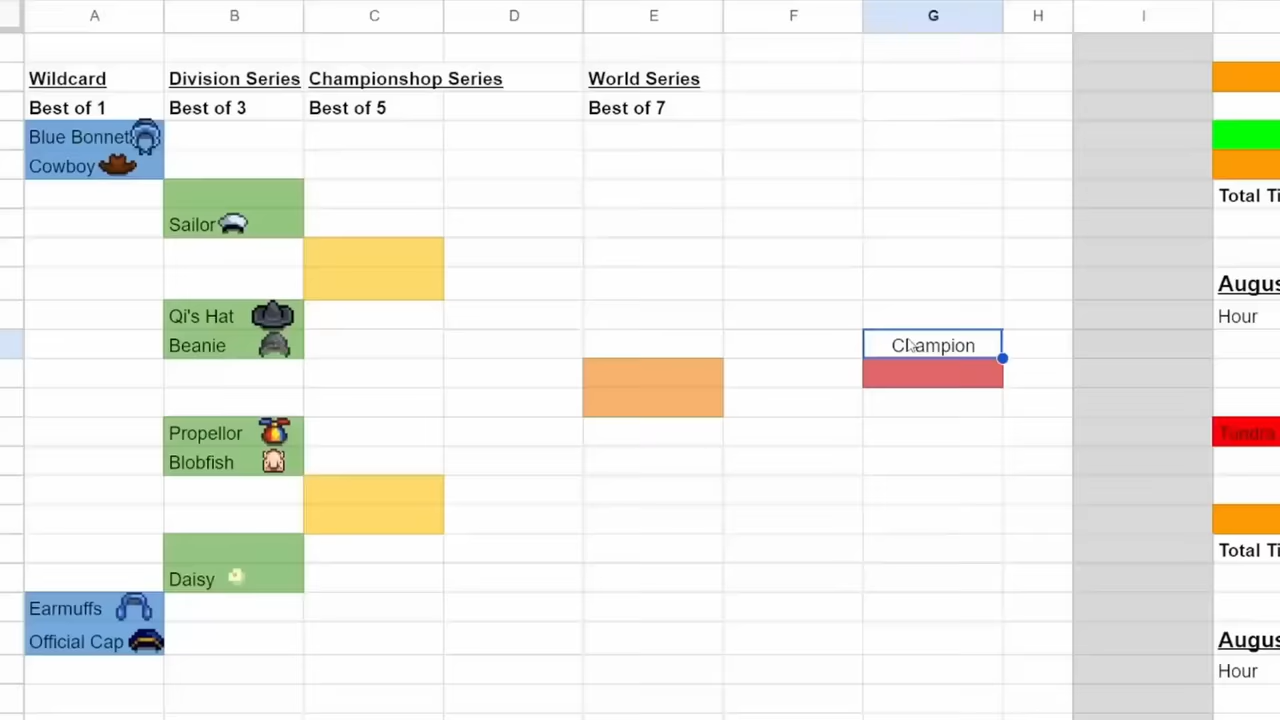 A B C D E F G H I
Wildcard Division Series Championshop Series World Series
Best of 1 Best of 3 Best of 5 Best of 7
Blue Bonnet
Cowboy
Total Ti
Sailor
Augus
Qi's Hat Hour
Beanie Champion
Propellor Tundra
Blobfish
Total Ti
Daisy
Earmuffs
Official Cap Augus
Hour